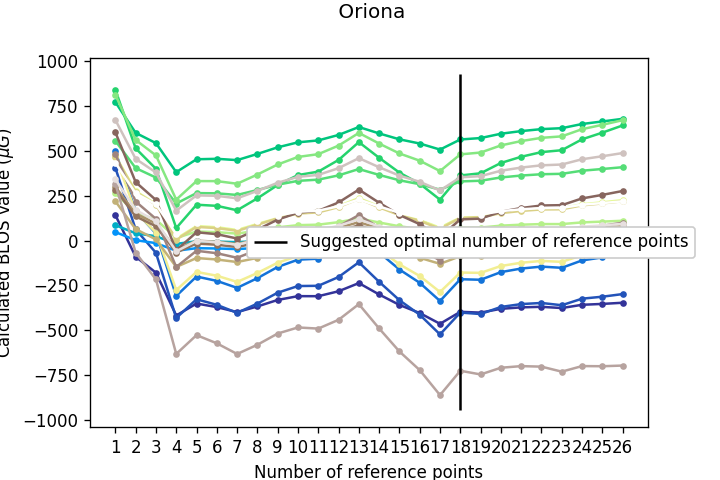 Oriona
Calculated BLOS value (μG)
1000
750
500
250
0
−250
−500
−750
−1000
Suggested optimal number of reference points
1 2 3 4 5 6 7 8 9 10 11 12 13 14 15 16 17 18 19 20 21 22 23 24 25 26
Number of reference points